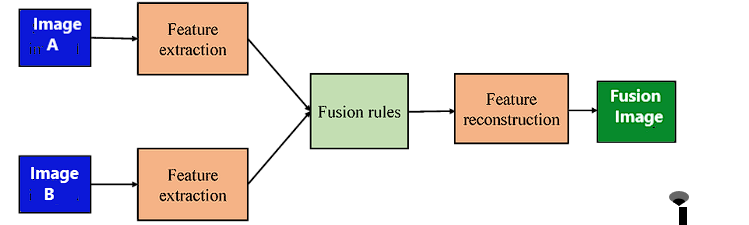 Image
A
Feature
extraction
Fusion rules
Feature
reconstruction
Fusion
Image
Image
B
Feature
extraction